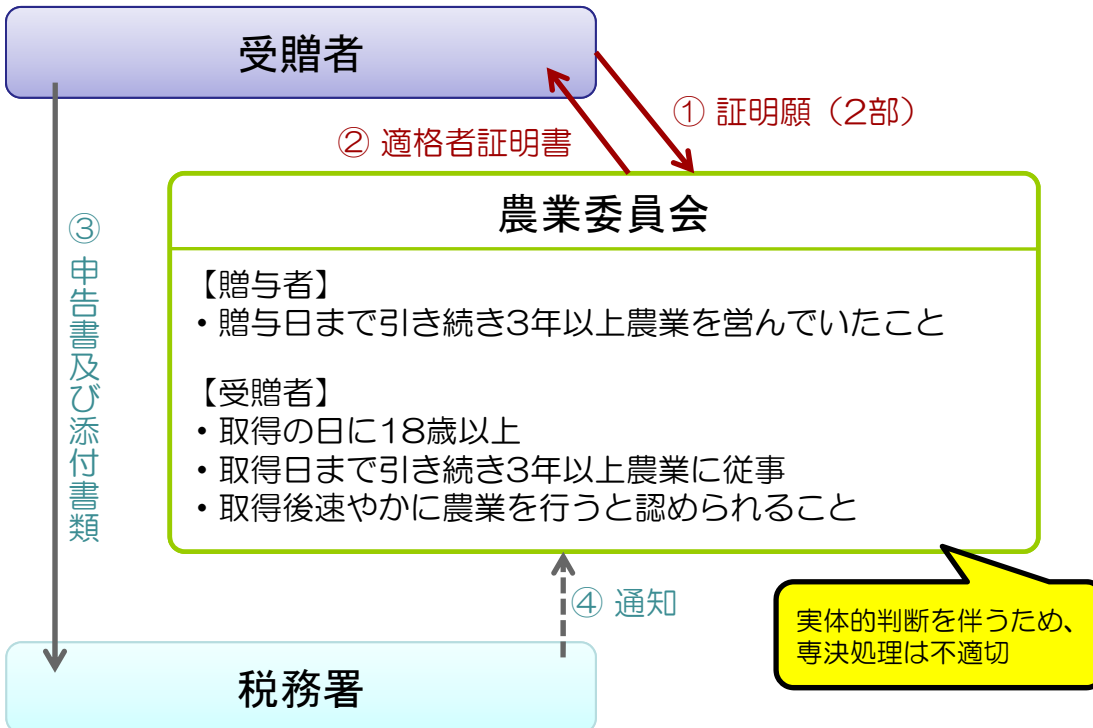 受贈者
① 証明願（2部）
② 適格者証明書
③ 申告書及び添付書類
農業委員会
【贈与者】
・贈与日まで引き続き3年以上農業を営んでいたこと
【受贈者】
・取得の日に18歳以上
・取得日まで引き続き3年以上農業に従事
・取得後速やかに農業を行うと認められること
④ 通知
実体的判断を伴うため、
専決処理は不適切
税務署